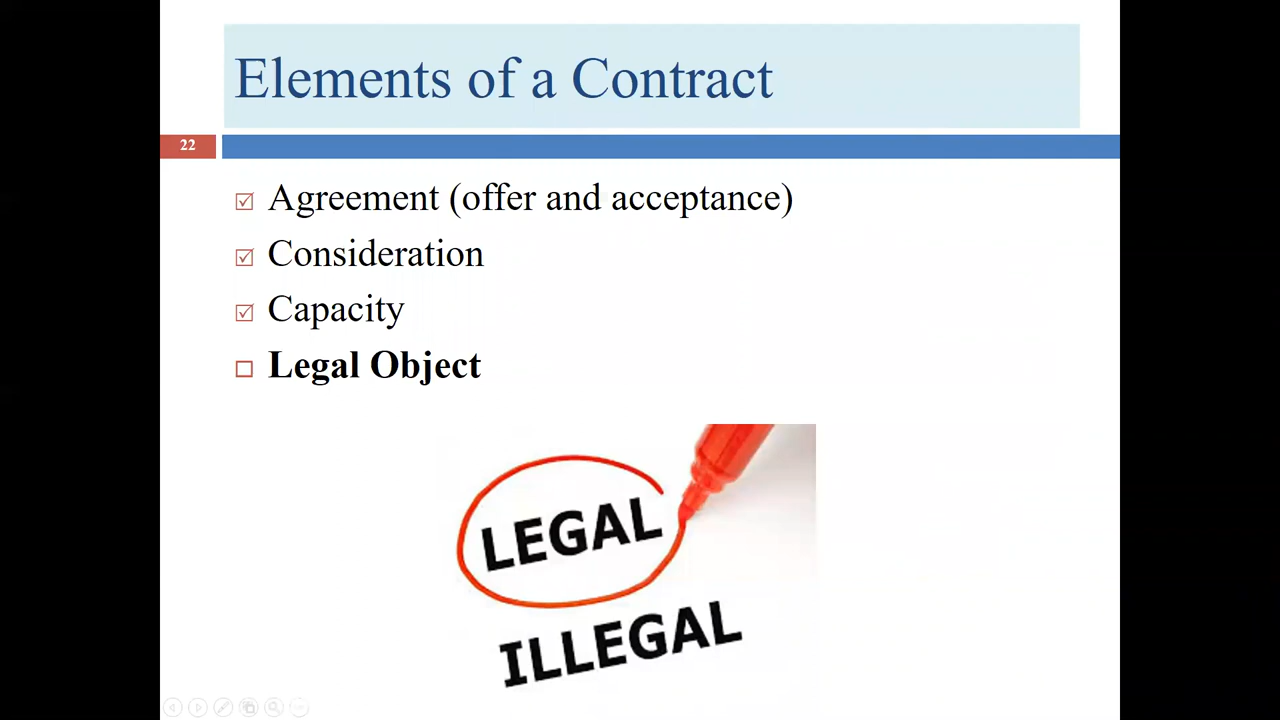 Elements of a Contract
22
Agreement (offer and acceptance)
Consideration
Capacity
Legal Object
LEGAL
ILLEGAL